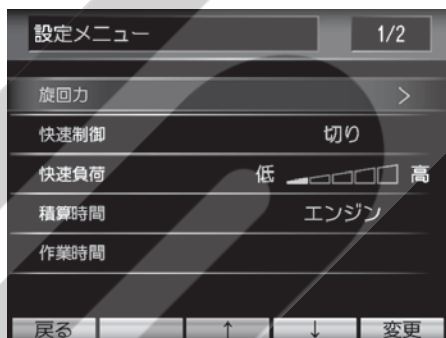 設定メニュー 1/2
旋回力 >
快速制御 切り
快速負荷 低 高
積算時間 エンジン
作業時間
戻る ↑ ↓ 変更